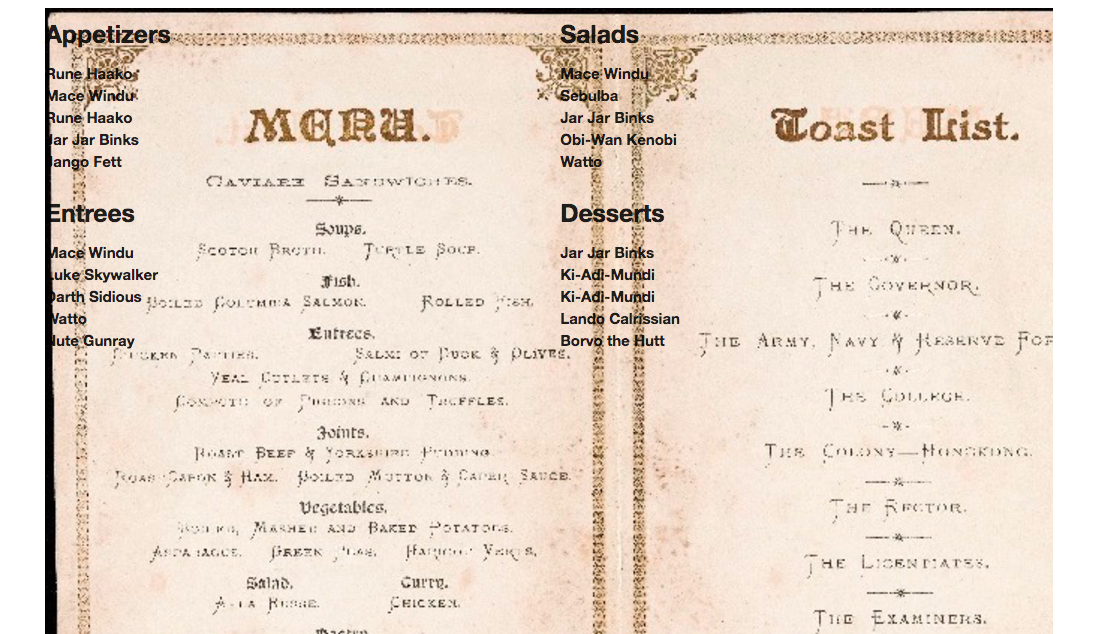 Appetizers
Rune Haako
Mace Windu
Rune Haako
Jar Jar Binks
Jango Fett
Entrees
Mace Windu
Luke Skywalker
Darth Sidious
Watto
Nute Gunray
Salads
Mace Windu
Sebulba
Jar Jar Binks
Obi-Wan Kenobi
Watto
Desserts
Jar Jar Binks
Ki-Adi-Mundi
Ki-Adi-Mundi
Lando Calrissian
Borvo the Hutt
MENU.
CAVIARE SANDWICHES.
Soups.
SCOTCH BROTH. TURTLE SOUP.
Fish.
BOILED COLUMBIA SALMON. ROLLED FISH.
Entrees.
PATTIES. SALMI OF DUCK & OLIVES.
VEAL CUTLETS & CHAMPIGNONS.
COMPOTE OF PIGEONS AND TRUFFLES.
Joints.
ROAST BEEF & YORKSHIRE PUDDING.
CAPON & HAM. BOILED MUTTON & CAPER SAUCE.
Vegetables.
BOILED, MASHED AND BAKED POTATOES.
ASPARAGUS. GREEN PEAS. HARICOT VERTS.
Salad. Curry.
A-LA RUSSE. CHICKEN.
Pastry
Toast List.
THE QUEEN.
THE GOVERNOR.
THE ARMY, NAVY & RESERVE FOR
THE COLLEGE.
THE COLONY—HONGKONG.
THE RECTOR.
THE LICENTIATES.
THE EXAMINERS.